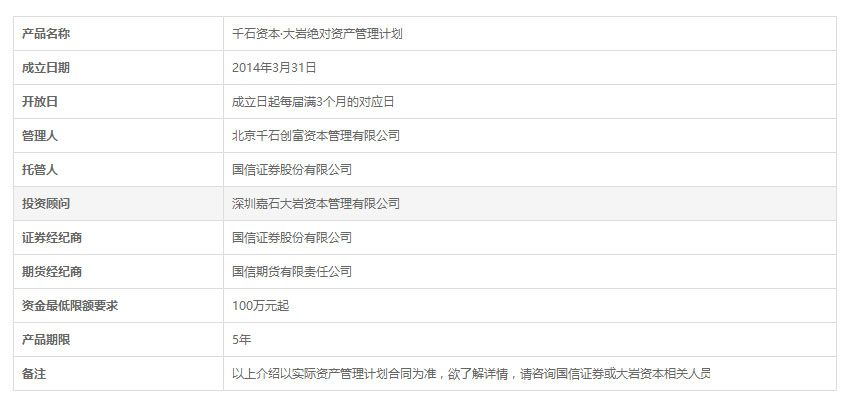 产品名称 千石资本·大岩绝对资产管理计划
成立日期 2014年3月31日
开放日 成立日起每届满3个月的对应日
管理人 北京千石创富资本管理有限公司
托管人 国信证券股份有限公司
投资顾问 深圳嘉石大岩资本管理有限公司
证券经纪商 国信证券股份有限公司
期货经纪商 国信期货有限责任公司
资金最低限额要求 100万元起
产品期限 5年
备注 以上介绍以实际资产管理计划合同为准，欲了解详情，请咨询国信证券或大岩资本相关人员